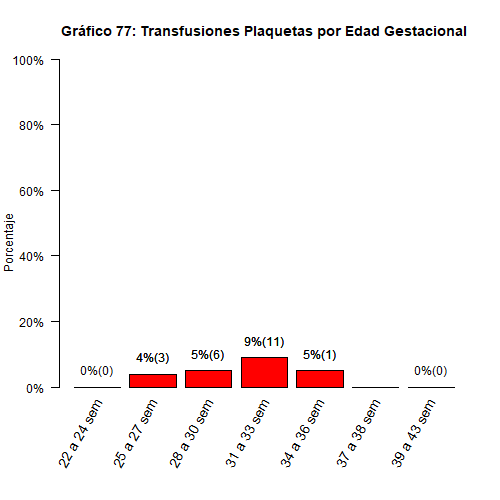 Gráfico 77: Transfusiones Plaquetas por Edad Gestacional
100%
80%
60%
40%
20%
0%
Porcentaje
0%(0)
4%(3)
5%(6)
9%(11)
5%(1)
0%(0)
22 a 24 sem
25 a 27 sem
28 a 30 sem
31 a 33 sem
34 a 36 sem
37 a 38 sem
39 a 43 sem